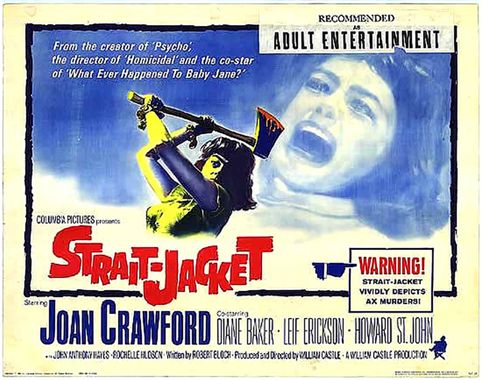 RECOMMENDED
AS
ADULT ENTERTAINMENT
From the creator of 'Psycho,'
the director of 'Homicidal' and the co-star
of 'What Ever Happened To Baby Jane?'
COLUMBIA PICTURES presents
STRAIT-JACKET
WARNING!
STRAIT-JACKET
VIVIDLY DEPICTS
AX MURDERS!
Starring
JOAN CRAWFORD
Co-starring
DIANE BAKER · LEIF ERICKSON · HOWARD ST. JOHN
with JOHN ANTHONY HAYES · ROCHELLE HUDSON · Written by ROBERT BLOCH · Produced and Directed by WILLIAM CASTLE · A WILLIAM CASTLE PRODUCTION